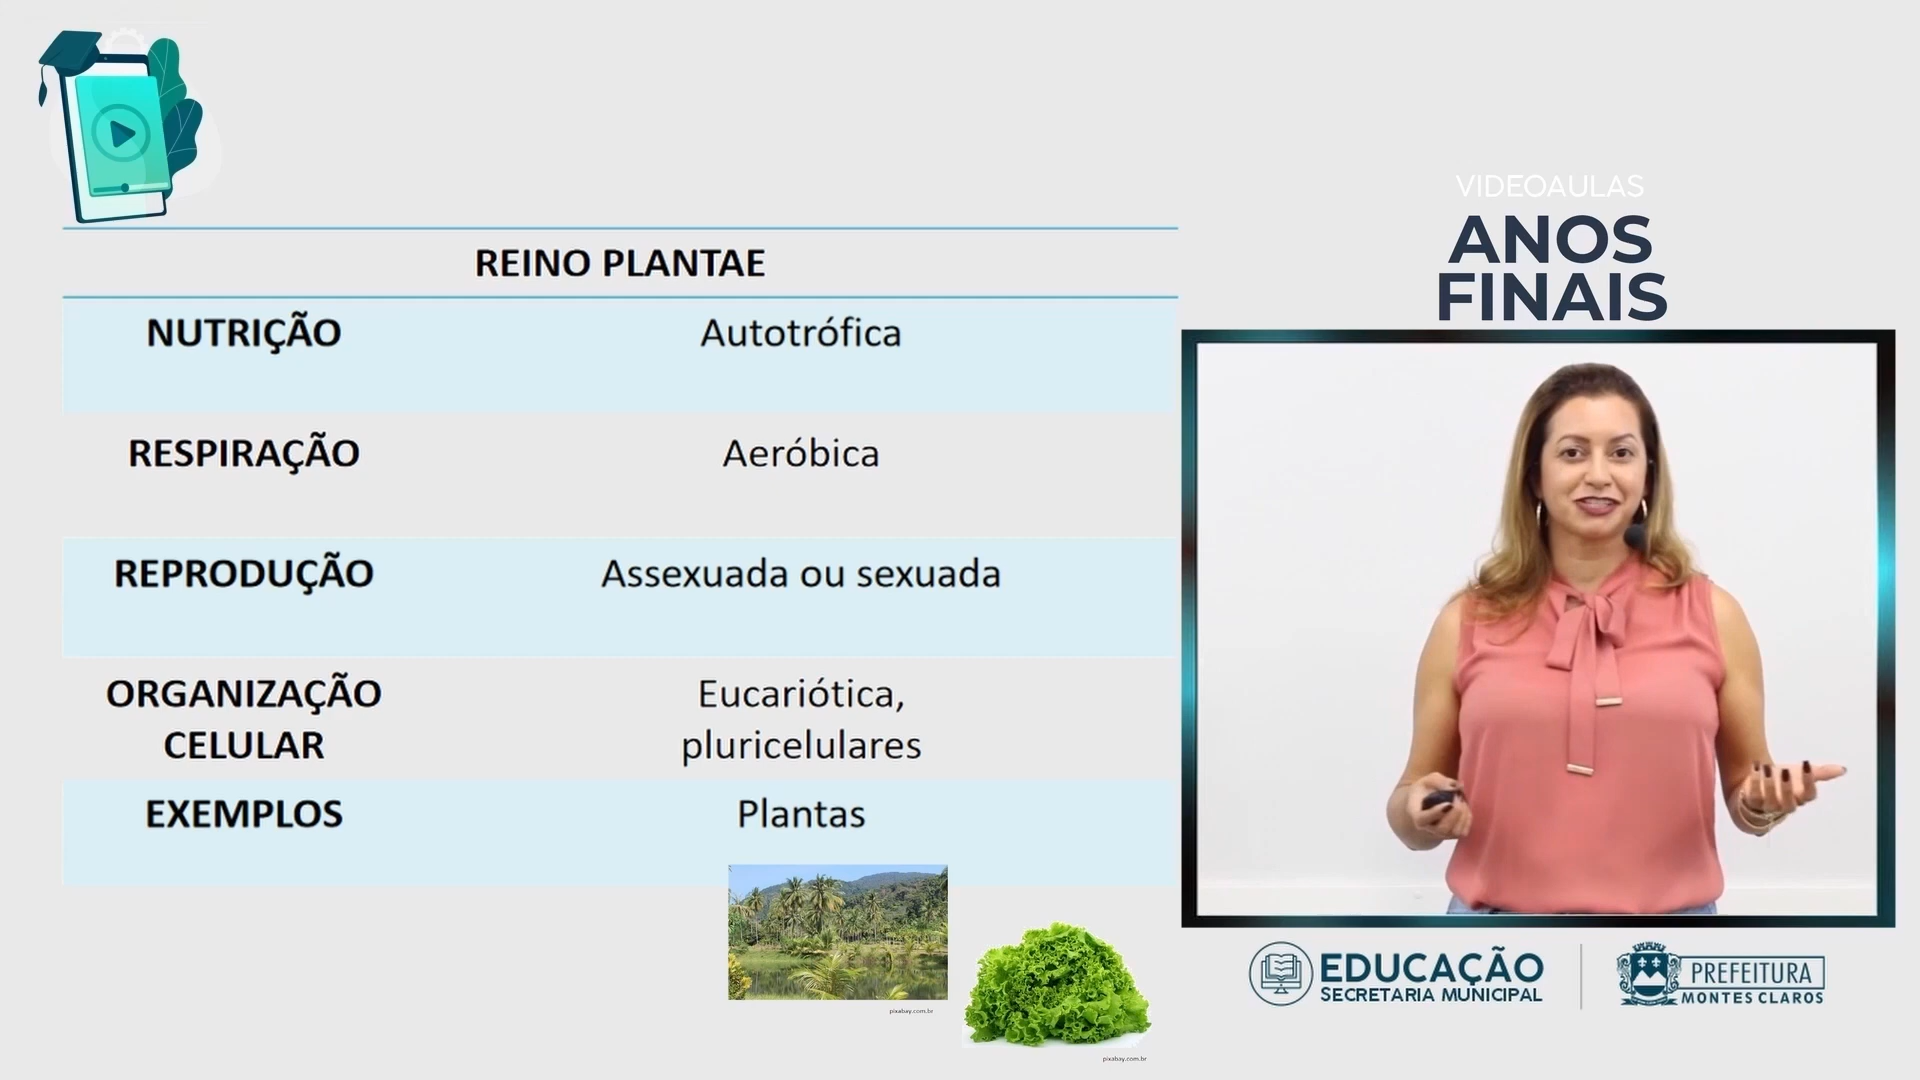 REINO PLANTAE
NUTRIÇÃO
Autotrófica
RESPIRAÇÃO
Aeróbica
REPRODUÇÃO
Assexuada ou sexuada
ORGANIZAÇÃO
CELULAR
Eucariótica,
pluricelulares
EXEMPLOS
Plantas
pixabay.com.br
pixabay.com.br
VIDEOAULAS
ANOS
FINAIS
EDUCAÇÃO
SECRETARIA MUNICIPAL
PREFEITURA
MONTES CLAROS